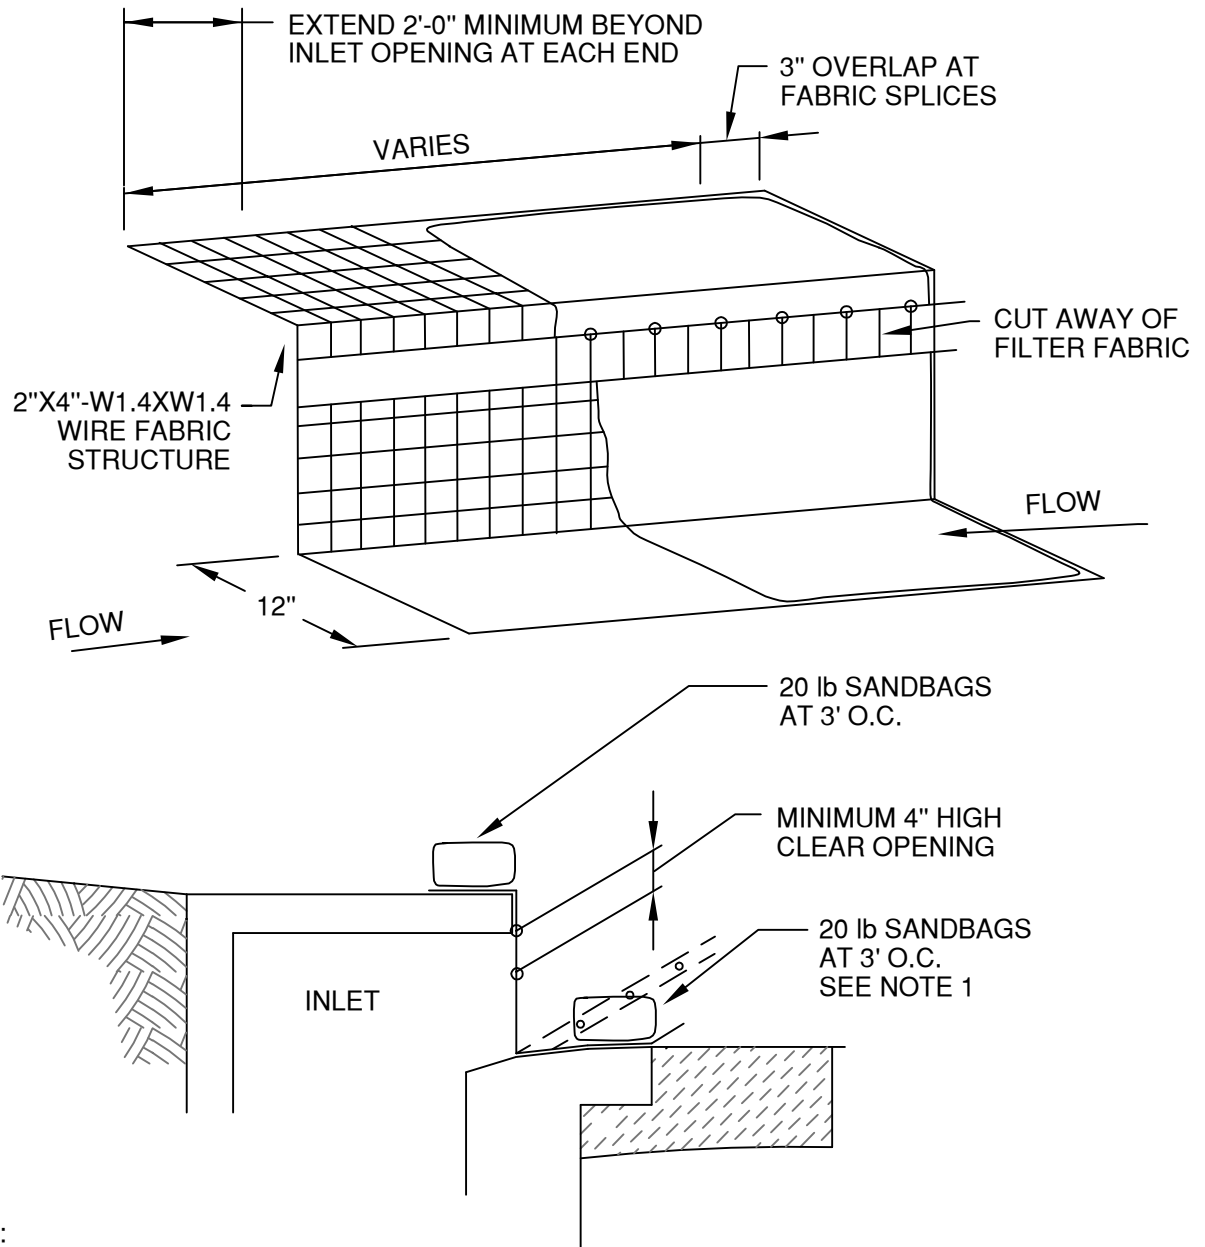 EXTEND 2'-0" MINIMUM BEYOND
INLET OPENING AT EACH END
3" OVERLAP AT
FABRIC SPLICES
VARIES
CUT AWAY OF
FILTER FABRIC
2"X4"-W1.4XW1.4
WIRE FABRIC
STRUCTURE
FLOW
12"
FLOW
20 lb SANDBAGS
AT 3' O.C.
MINIMUM 4" HIGH
CLEAR OPENING
20 lb SANDBAGS
AT 3' O.C.
SEE NOTE 1
INLET
: